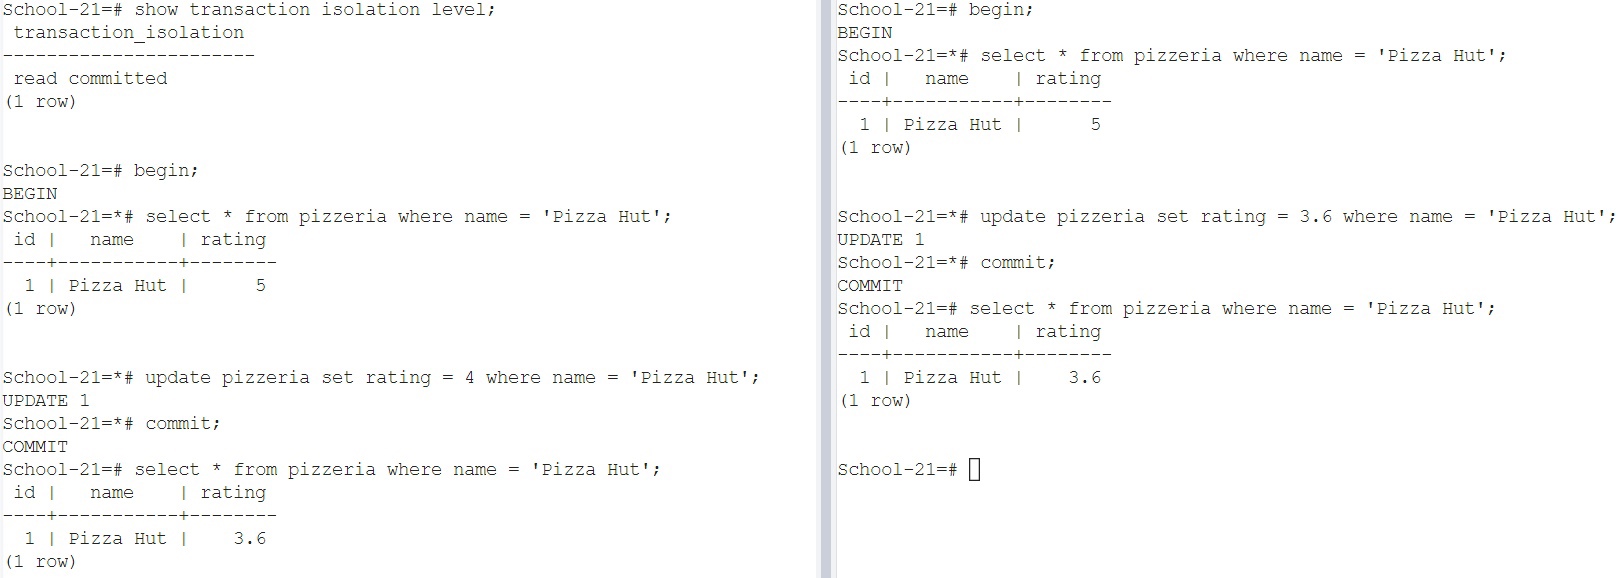 School-21=# show transaction isolation level;
 transaction_isolation
-----------------------
 read committed
(1 row)
School-21=# begin;
BEGIN
School-21=*# select * from pizzeria where name = 'Pizza Hut';
 id |   name    | rating
----+-----------+--------
  1 | Pizza Hut |      5
(1 row)
School-21=*# update pizzeria set rating = 4 where name = 'Pizza Hut';
UPDATE 1
School-21=*# commit;
COMMIT
School-21=# select * from pizzeria where name = 'Pizza Hut';
 id |   name    | rating
----+-----------+--------
  1 | Pizza Hut |    3.6
(1 row)
School-21=# begin;
BEGIN
School-21=*# select * from pizzeria where name = 'Pizza Hut';
 id |   name    | rating
----+-----------+--------
  1 | Pizza Hut |      5
(1 row)
School-21=*# update pizzeria set rating = 3.6 where name = 'Pizza Hut';
UPDATE 1
School-21=*# commit;
COMMIT
School-21=# select * from pizzeria where name = 'Pizza Hut';
 id |   name    | rating
----+-----------+--------
  1 | Pizza Hut |    3.6
(1 row)
School-21=#